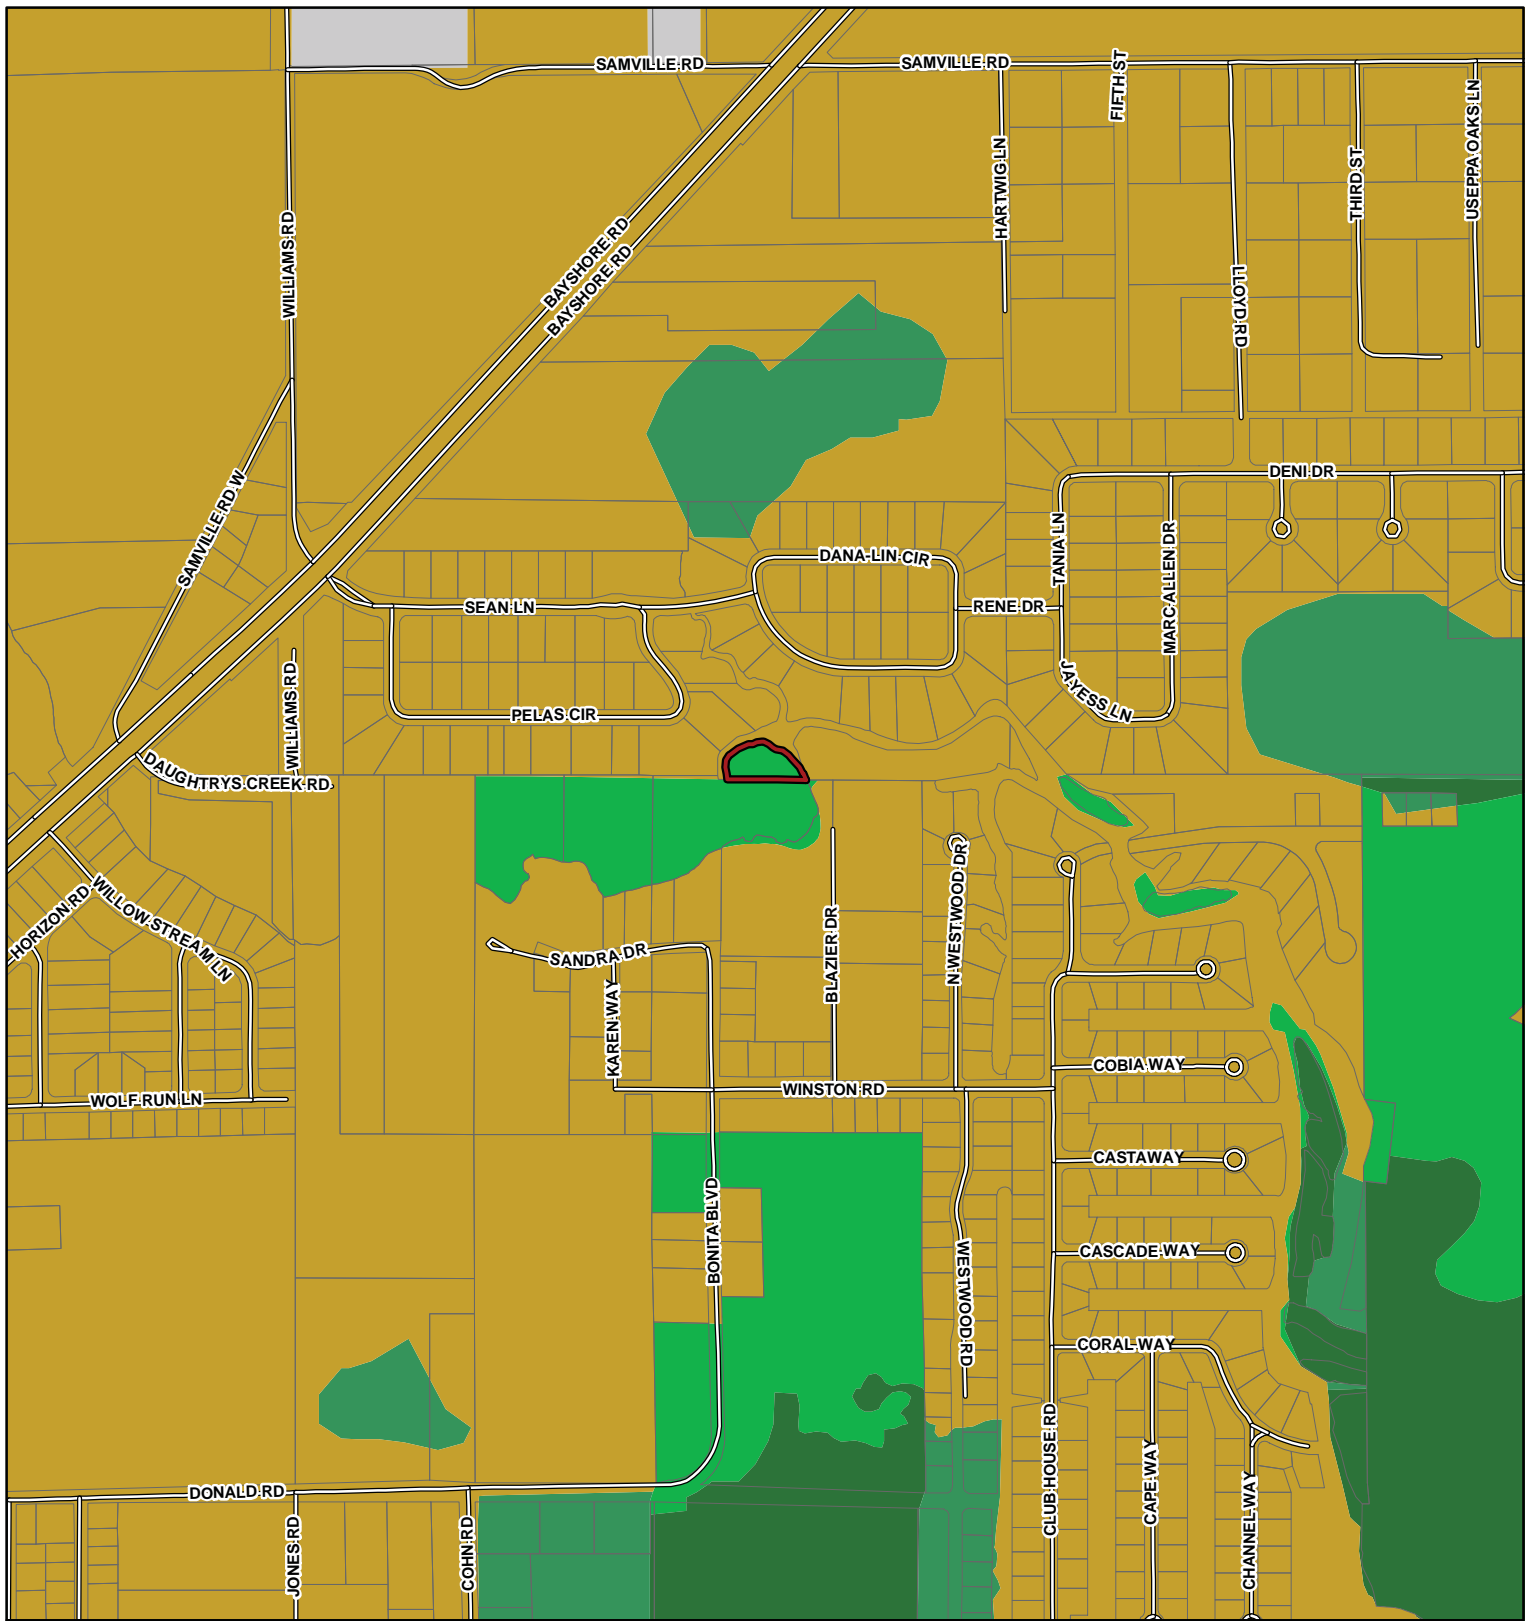 SAMVILLE RD
SAMVILLE RD
FIFTH ST
USEPPA OAKS LN
HARTWIG LN
THIRD ST
WILLIAMS RD
BAYSHORE RD
BAYSHORE RD
LLOYD RD
SAMVILLE RD W
DENI DR
TANIA LN
MARC ALLEN DR
DANA LIN CIR
SEAN LN
RENE DR
WILLIAMS RD
PELAS CIR
JAYESS LN
DAUGHTRYS CREEK RD
HORIZON RD
WILLOW STREAM LN
SANDRA DR
BLAZIER DR
N WESTWOOD DR
KAREN WAY
COBIA WAY
WINSTON RD
WOLF RUN LN
CASTAWAY
BONITA BLVD
CASCADE WAY
WESTWOOD RD
CORAL WAY
CLUB HOUSE RD
CAPE WAY
CHANNEL WAY
DONALD RD
JONES RD
COHN RD